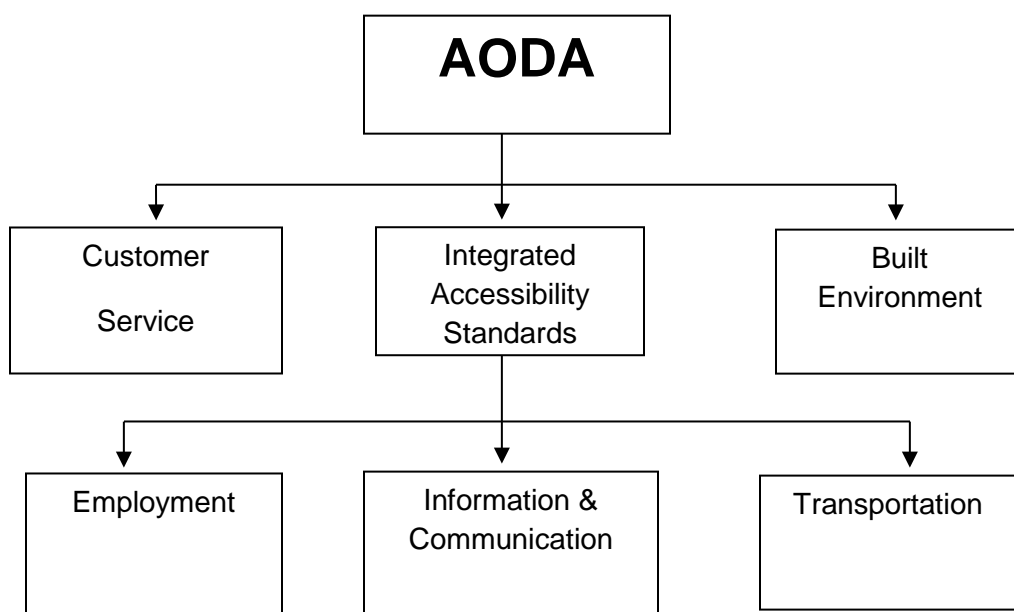 AODA
Customer
Service
Integrated
Accessibility
Standards
Built
Environment
Employment
Information &
Communication
Transportation